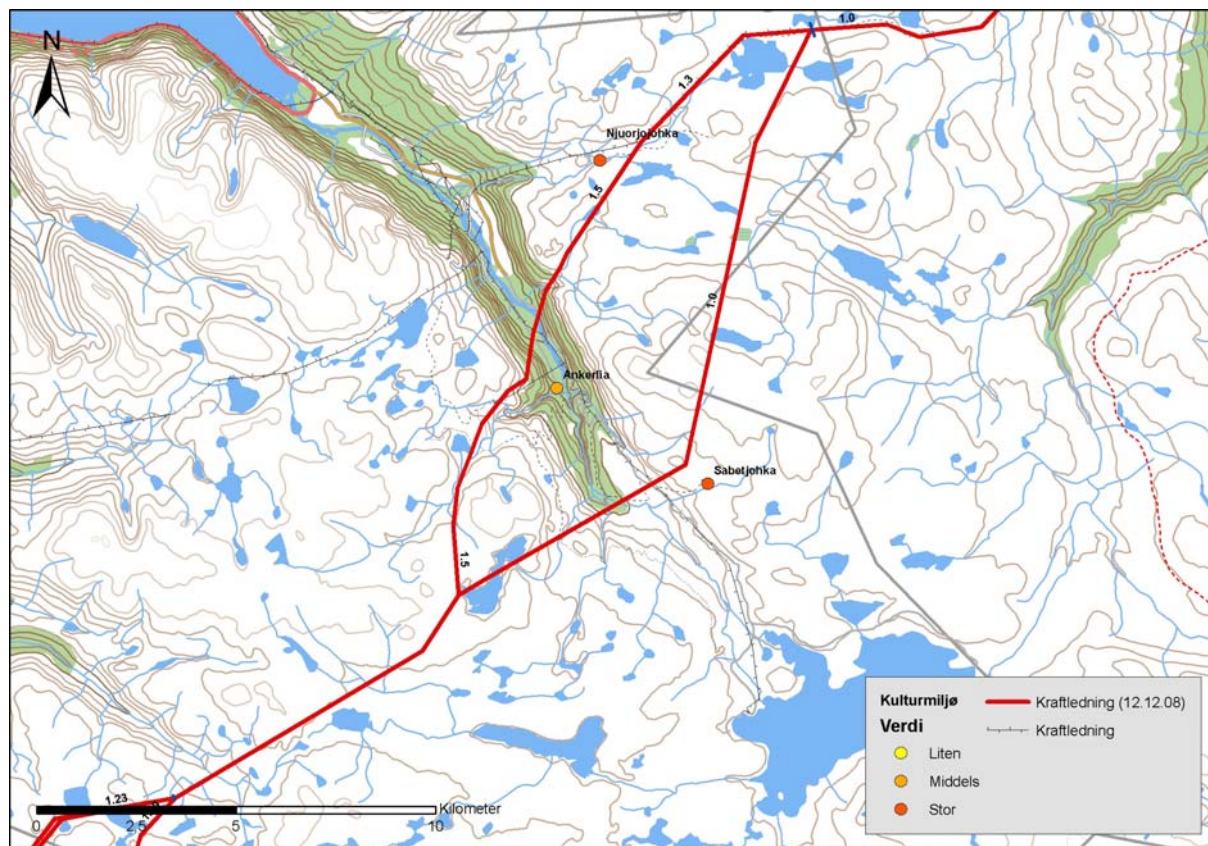 1.0
N
1.3
Njuorjojohka
1.5
1.0
Ankerlia
Sabetjohka
1.5
Kulturmiljø
Kraftledning (12.12.08)
Verdi
Kraftledning
Liten
Middels
Stor
1.23
Kilometer
0 2,5 5 10